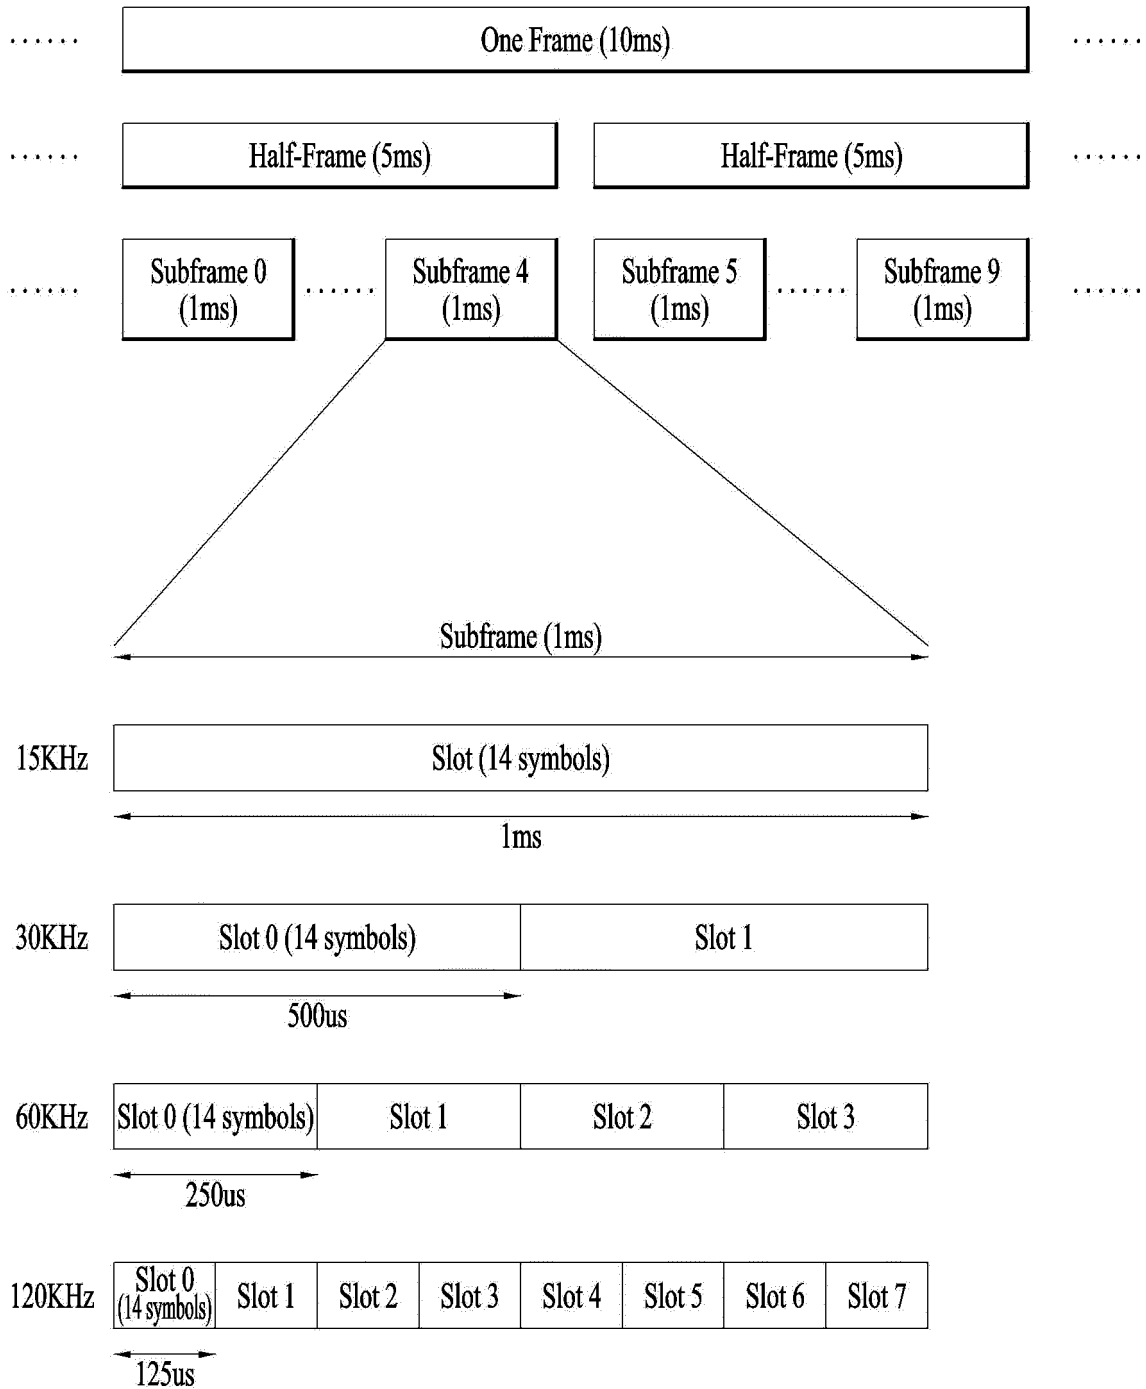 ...... One Frame (10ms) ......
...... Half-Frame (5ms) Half-Frame (5ms) ......
Subframe 0 Subframe 4 Subframe 5 Subframe 9
...... (1ms) ...... (1ms) (1ms) ...... (1ms) ......
Subframe (1ms)
15KHz Slot (14 symbols)
1ms
30KHz Slot 0 (14 symbols) Slot 1
500us
60KHz Slot 0 (14 symbols) Slot 1 Slot 2 Slot 3
250us
120KHz Slot 0 (14 symbols) Slot 1 Slot 2 Slot 3 Slot 4 Slot 5 Slot 6 Slot 7
125us